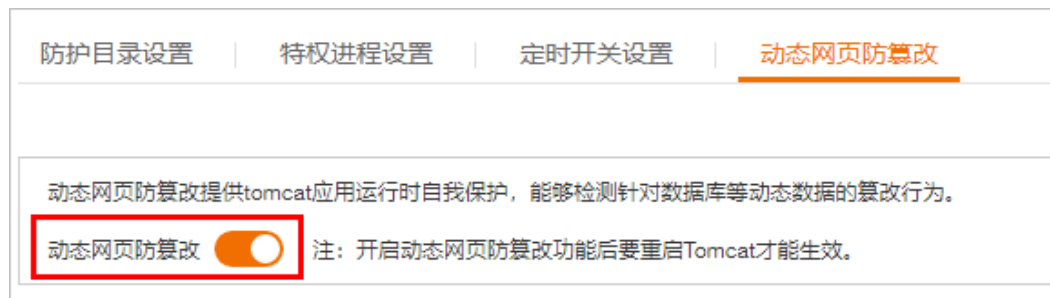 防护目录设置 特权进程设置 定时开关设置 动态网页防篡改
动态网页防篡改提供tomcat应用运行时自我保护，能够检测针对数据库等动态数据的篡改行为。
动态网页防篡改 注：开启动态网页防篡改功能后要重启Tomcat才能生效。